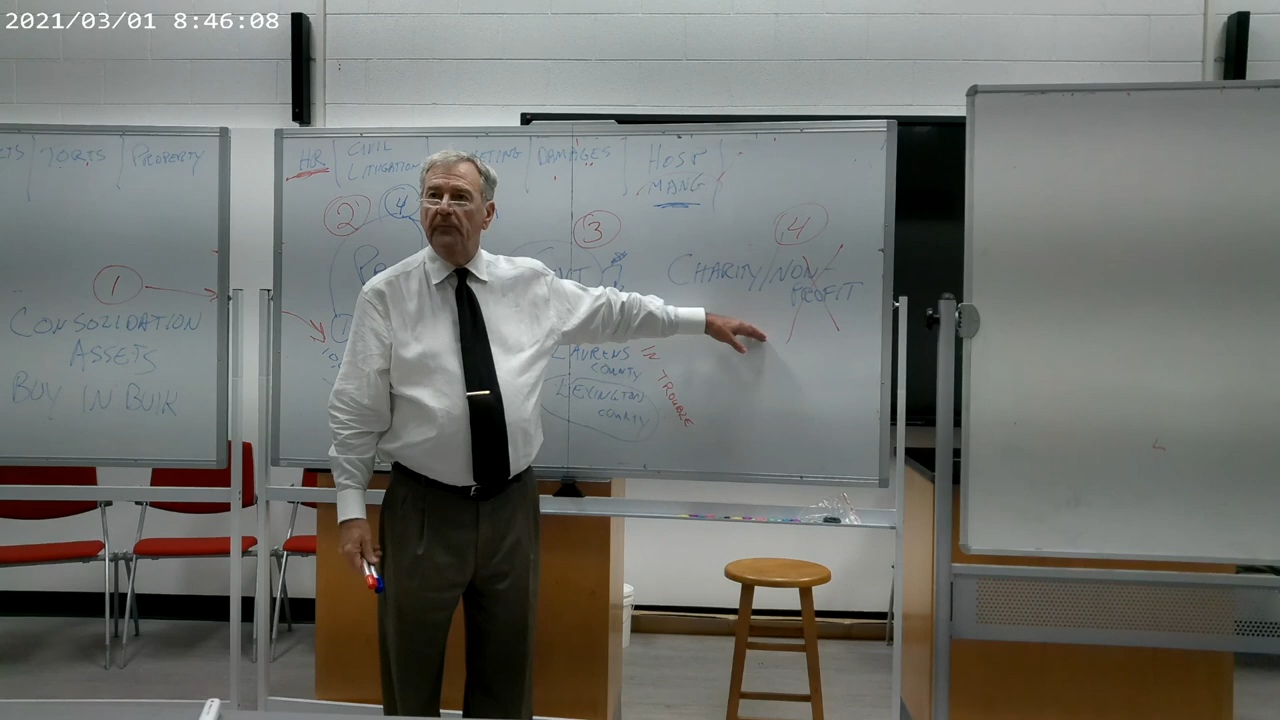 2021/03/01 8:46:08
TORTS PROPERTY
1
CONSOLIDATION
ASSETS
BUY IN BULK
HR CIVIL
LITIGATION
DAMAGES
HOST
MANG
2
4
3
4
CHARITY/NON-
PROFIT
LAURENS
COUNTY
IN TROUBLE
LEXINGTON
COUNTY